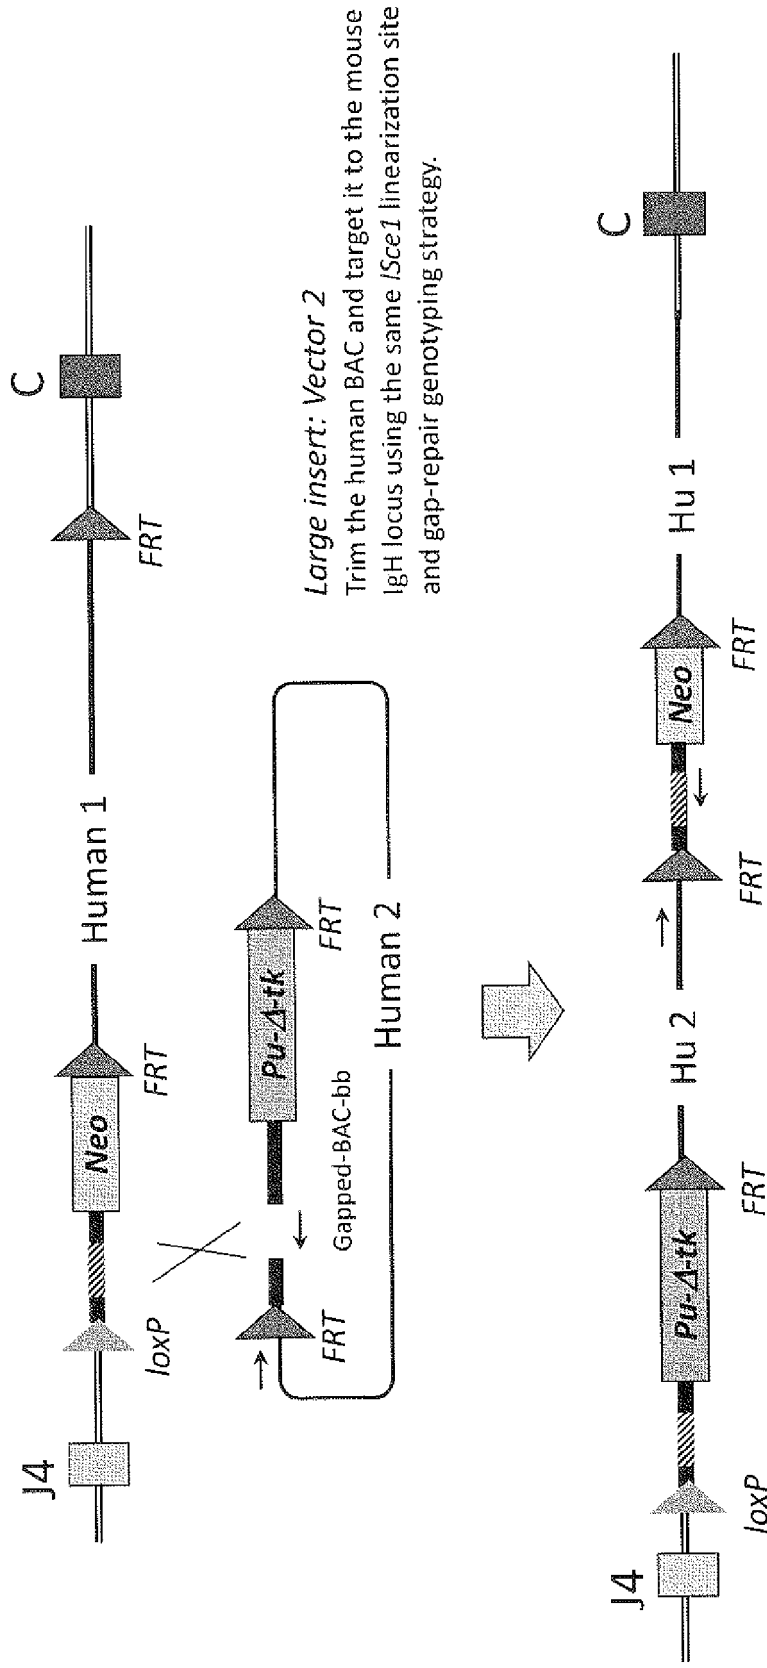 J4
loxP
Neo
FRT
Human 1
FRT
C
FRT
Gapped-BAC-bb
Pu-Δ-tk
FRT
Human 2
Large insert: Vector 2
Trim the human BAC and target it to the mouse
IgH locus using the same ISce1 linearization site
and gap-repair genotyping strategy.
J4
loxP
Pu-Δ-tk
FRT
Hu 2
FRT
Neo
FRT
Hu 1
C